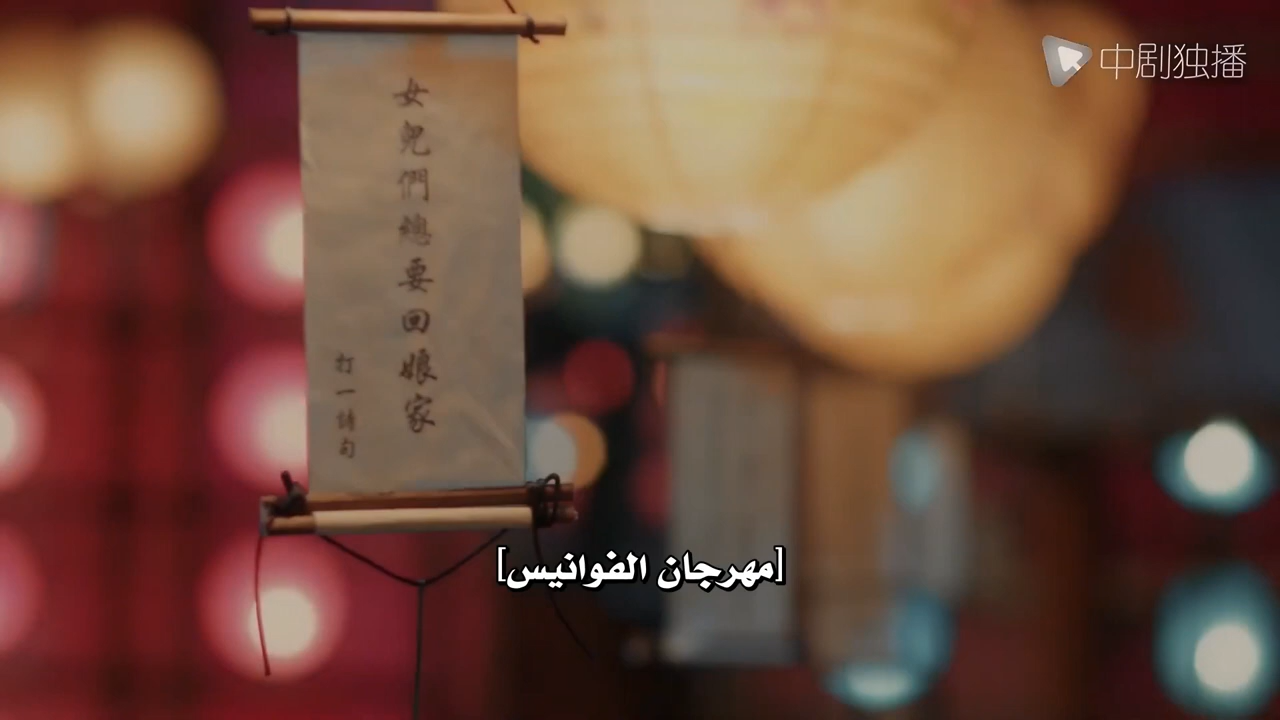 中剧独播
女兒們總要回娘家
打一詩句
[مهرجان الفوانيس]